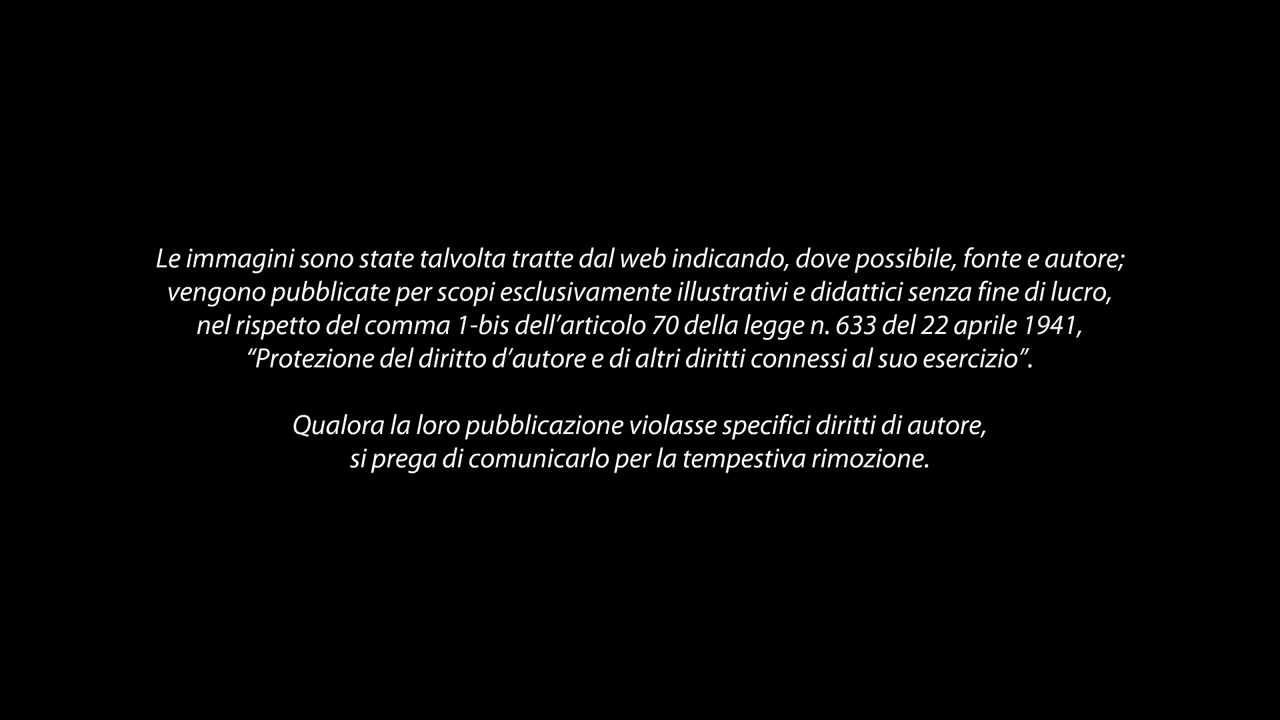 Le immagini sono state talvolta tratte dal web indicando, dove possibile, fonte e autore;
vengono pubblicate per scopi esclusivamente illustrativi e didattici senza fine di lucro,
nel rispetto del comma 1-bis dell’articolo 70 della legge n. 633 del 22 aprile 1941,
“Protezione del diritto d’autore e di altri diritti connessi al suo esercizio”.
Qualora la loro pubblicazione violasse specifici diritti di autore,
si prega di comunicarlo per la tempestiva rimozione.